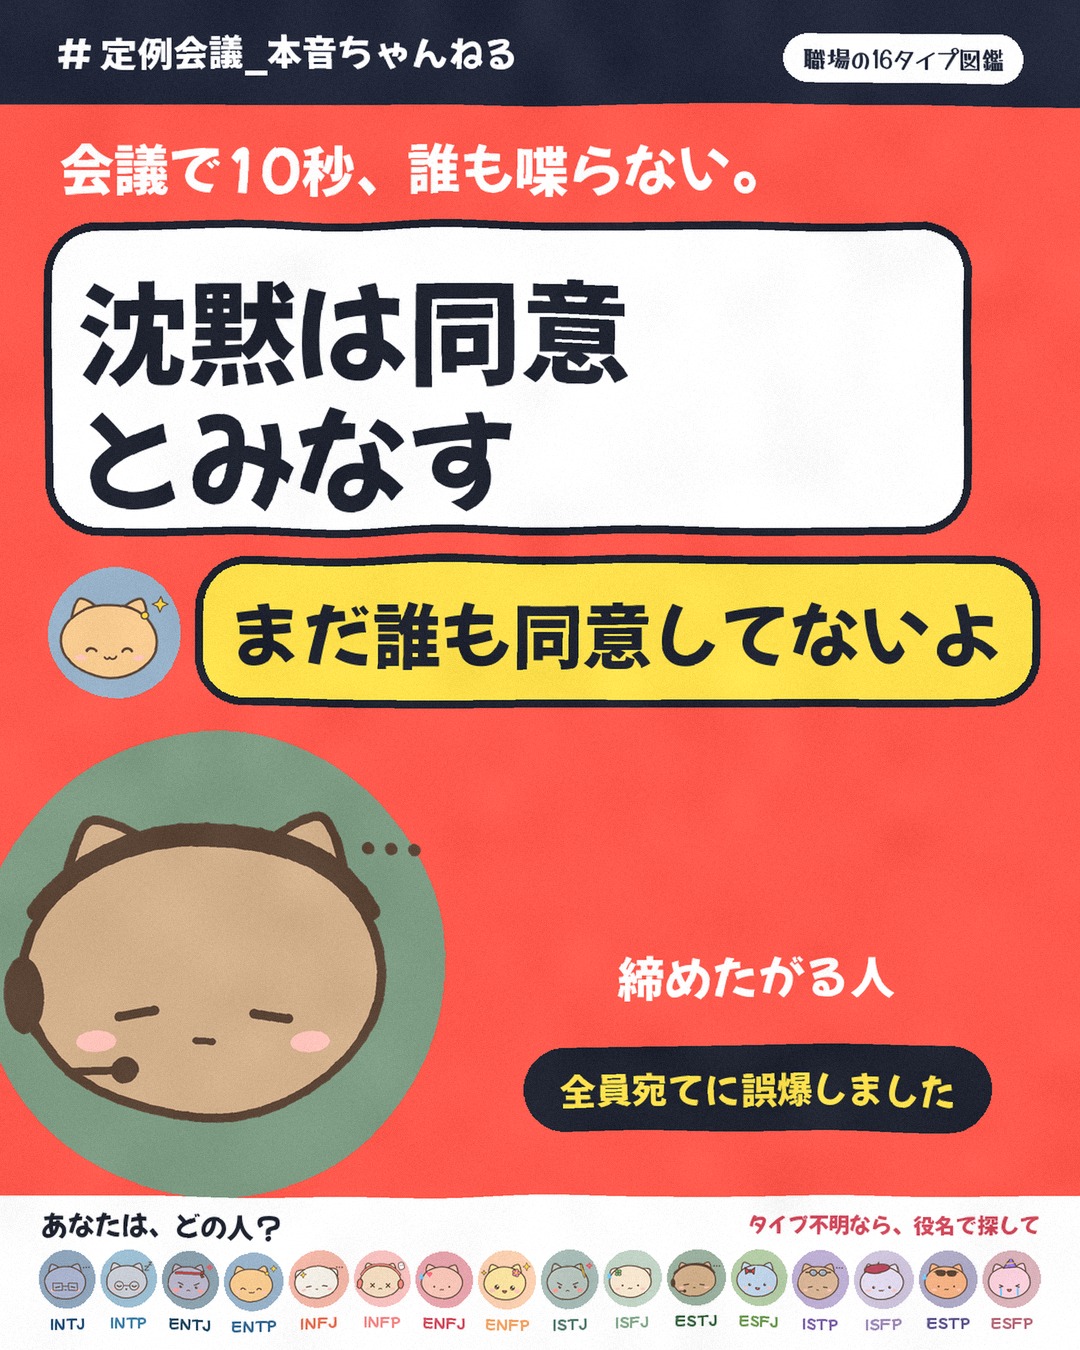 # 定例会議_本音ちゃんねる
職場の16タイプ図鑑
会議で10秒、誰も喋らない。
沈黙は同意
とみなす
まだ誰も同意してないよ
締めたがる人
全員宛てに誤爆しました
あなたは、どの人?
タイプ不明なら、役名で探して
INTJ INTP ENTJ ENTP INFJ INFP ENFJ ENFP ISTJ ISFJ ESTJ ESFJ ISTP ISFP ESTP ESFP